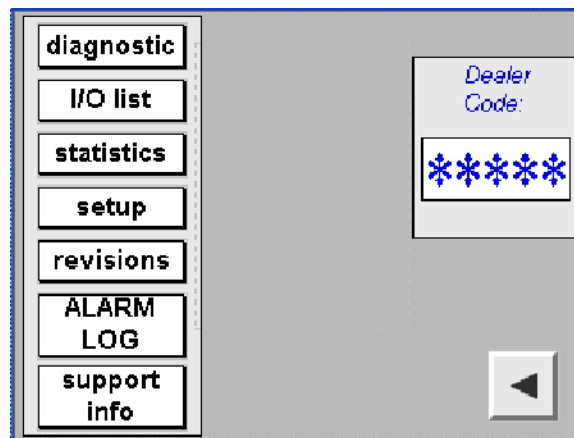 diagnostic
I/O list
statistics
setup
revisions
ALARM
LOG
support
info
Dealer
Code:
*****